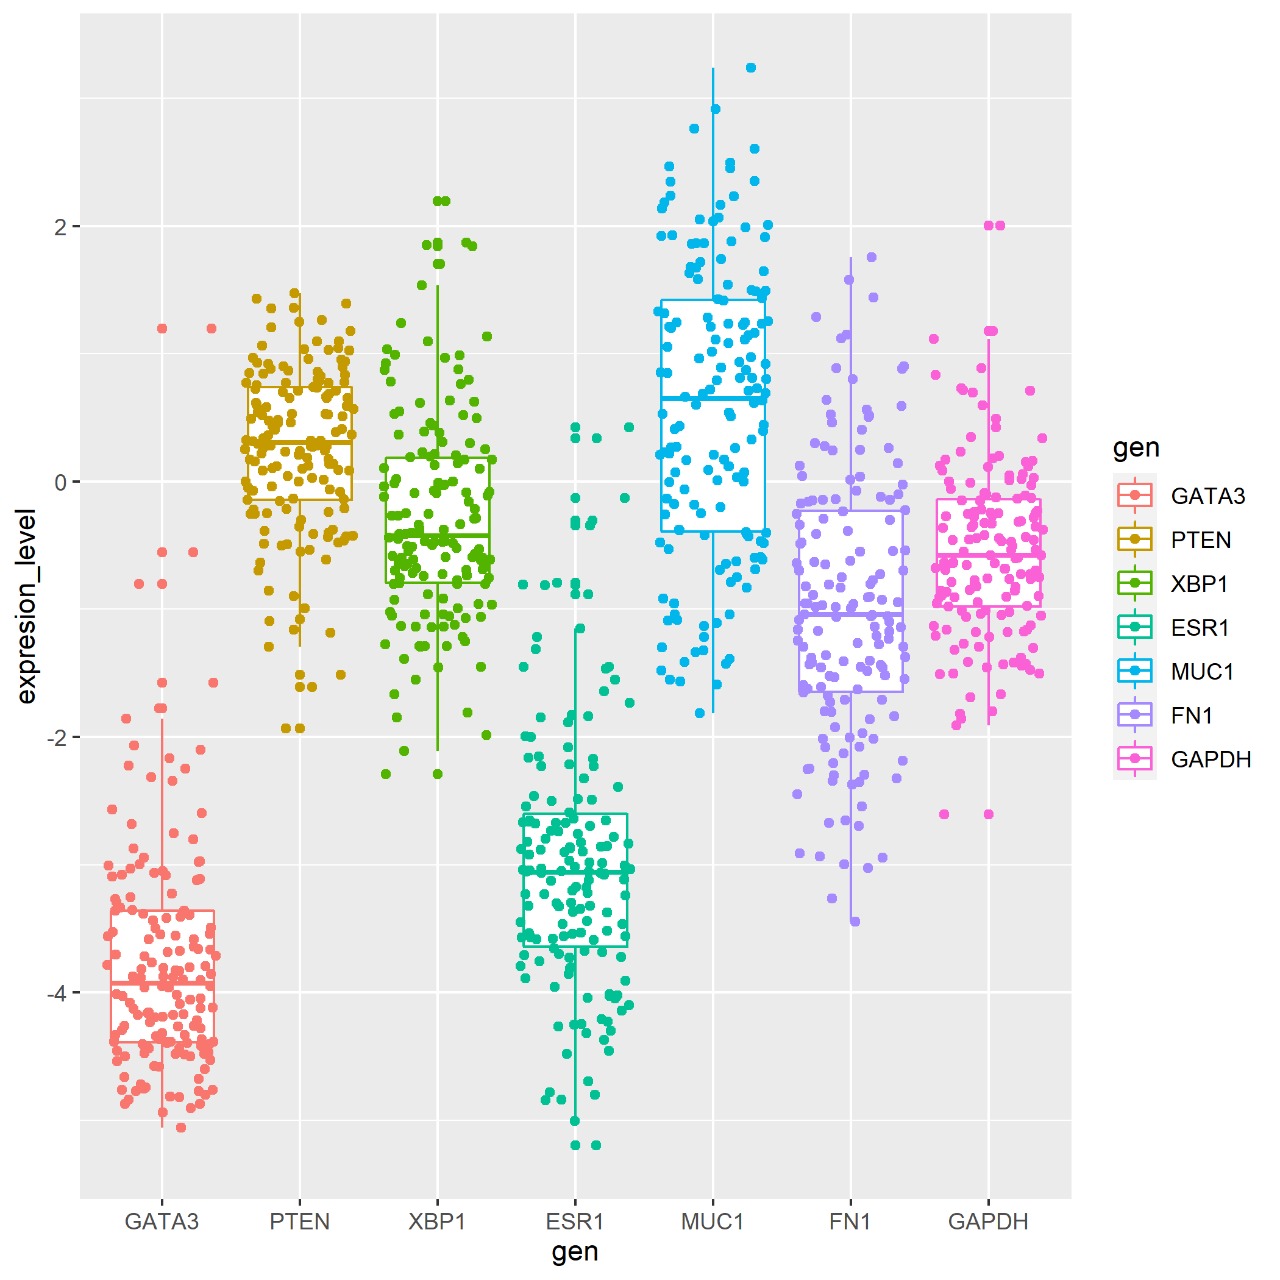 expresion_level
2
0
-2
-4
GATA3 PTEN XBP1 ESR1 MUC1 FN1 GAPDH
gen
gen
GATA3
PTEN
XBP1
ESR1
MUC1
FN1
GAPDH